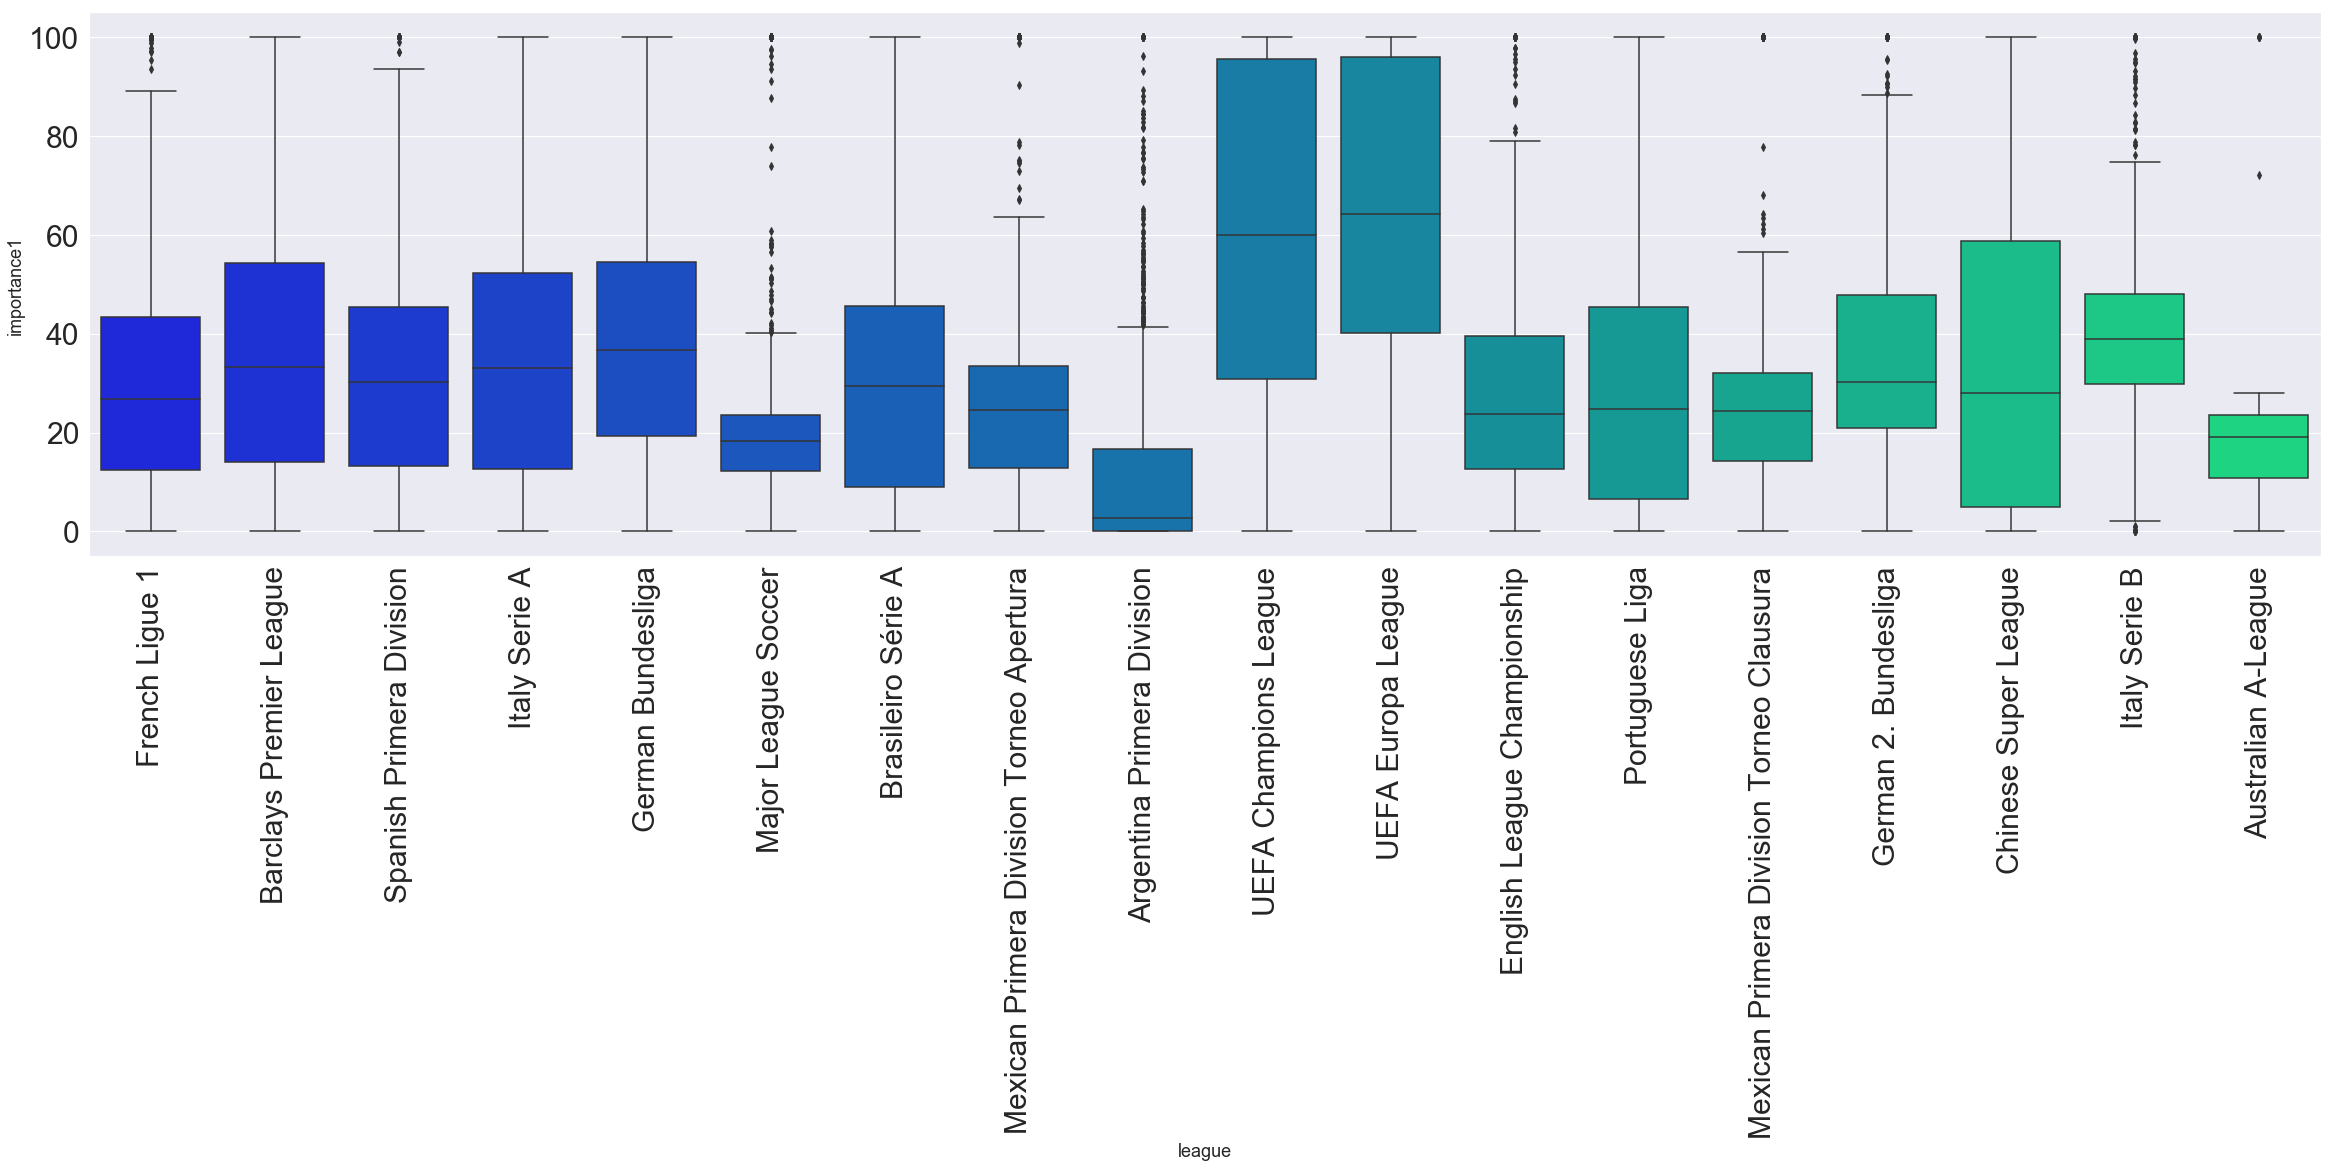 100
80
60
40
20
0
importance1
French Ligue 1
Barclays Premier League
Spanish Primera Division
Italy Serie A
German Bundesliga
Major League Soccer
Brasileiro Série A
Mexican Primera Division Torneo Apertura
Argentina Primera Division
UEFA Champions League
UEFA Europa League
English League Championship
Portuguese Liga
Mexican Primera Division Torneo Clausura
German 2. Bundesliga
Chinese Super League
Italy Serie B
Australian A-League
league